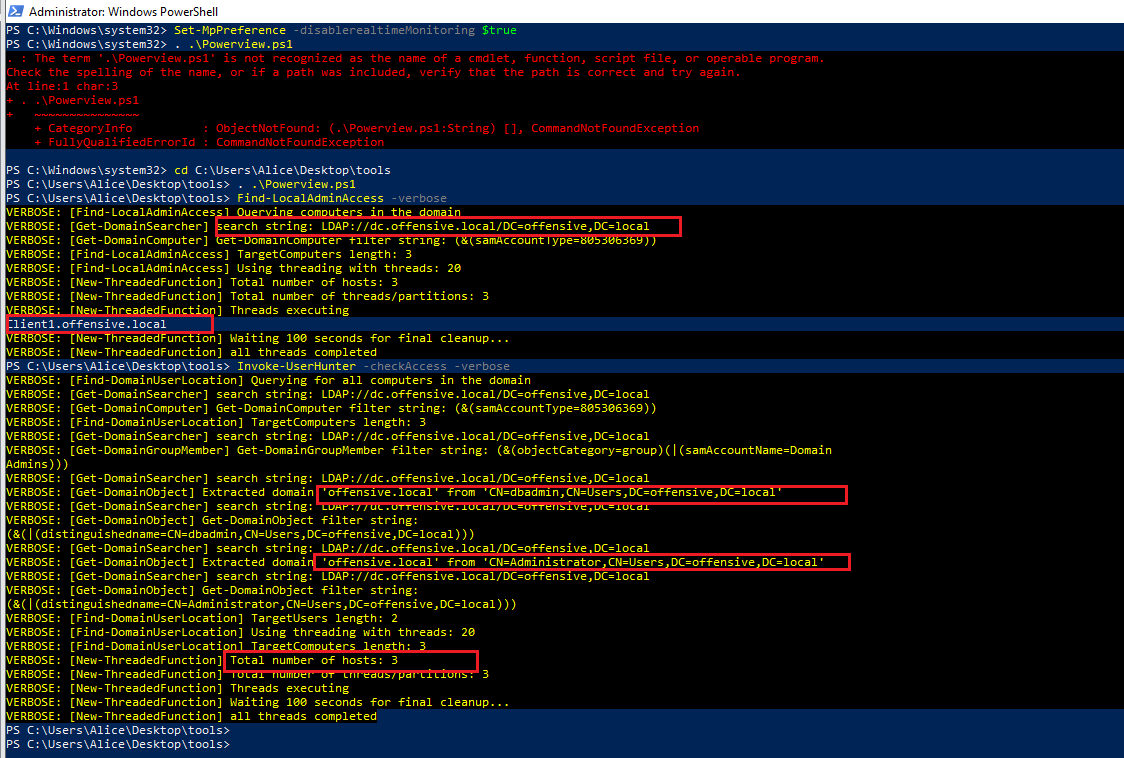 Administrator: Windows PowerShell
PS C:\Windows\system32> Set-MpPreference -disablerealtimeMonitoring $true
PS C:\Windows\system32> . .\Powerview.ps1
. : The term '.\Powerview.ps1' is not recognized as the name of a cmdlet, function, script file, or operable program.
Check the spelling of the name, or if a path was included, verify that the path is correct and try again.
At line:1 char:3
+ . .\Powerview.ps1
+   ~~~~~~~~~~~~~~~
    + CategoryInfo          : ObjectNotFound: (.\Powerview.ps1:String) [], CommandNotFoundException
    + FullyQualifiedErrorId : CommandNotFoundException
PS C:\Windows\system32> cd C:\Users\Alice\Desktop\tools
PS C:\Users\Alice\Desktop\tools> . .\Powerview.ps1
PS C:\Users\Alice\Desktop\tools> Find-LocalAdminAccess -verbose
VERBOSE: [Find-LocalAdminAccess] Querying computers in the domain
VERBOSE: [Get-DomainSearcher] search string: LDAP://dc.offensive.local/DC=offensive,DC=local
VERBOSE: [Get-DomainComputer] Get-DomainComputer filter string: (&(samAccountType=805306369))
VERBOSE: [Find-LocalAdminAccess] TargetComputers length: 3
VERBOSE: [Find-LocalAdminAccess] Using threading with threads: 20
VERBOSE: [New-ThreadedFunction] Total number of hosts: 3
VERBOSE: [New-ThreadedFunction] Total number of threads/partitions: 3
VERBOSE: [New-ThreadedFunction] Threads executing
Client1.offensive.local
VERBOSE: [New-ThreadedFunction] Waiting 100 seconds for final cleanup...
VERBOSE: [New-ThreadedFunction] all threads completed
PS C:\Users\Alice\Desktop\tools> Invoke-UserHunter -checkAccess -verbose
VERBOSE: [Find-DomainUserLocation] Querying for all computers in the domain
VERBOSE: [Get-DomainSearcher] search string: LDAP://dc.offensive.local/DC=offensive,DC=local
VERBOSE: [Get-DomainComputer] Get-DomainComputer filter string: (&(samAccountType=805306369))
VERBOSE: [Find-DomainUserLocation] TargetComputers length: 3
VERBOSE: [Get-DomainSearcher] search string: LDAP://dc.offensive.local/DC=offensive,DC=local
VERBOSE: [Get-DomainGroupMember] Get-DomainGroupMember filter string: (&(objectCategory=group)(|(samAccountName=Domain
Admins)))
VERBOSE: [Get-DomainSearcher] search string: LDAP://dc.offensive.local/DC=offensive,DC=local
VERBOSE: [Get-DomainObject] Extracted domain 'offensive.local' from 'CN=dbadmin,CN=Users,DC=offensive,DC=local'
VERBOSE: [Get-DomainSearcher] search string: LDAP://dc.offensive.local/DC=offensive,DC=local
VERBOSE: [Get-DomainObject] Get-DomainObject filter string:
(&(|(distinguishedname=CN=dbadmin,CN=Users,DC=offensive,DC=local)))
VERBOSE: [Get-DomainSearcher] search string: LDAP://dc.offensive.local/DC=offensive,DC=local
VERBOSE: [Get-DomainObject] Extracted domain 'offensive.local' from 'CN=Administrator,CN=Users,DC=offensive,DC=local'
VERBOSE: [Get-DomainSearcher] search string: LDAP://dc.offensive.local/DC=offensive,DC=local
VERBOSE: [Get-DomainObject] Get-DomainObject filter string:
(&(|(distinguishedname=CN=Administrator,CN=Users,DC=offensive,DC=local)))
VERBOSE: [Find-DomainUserLocation] TargetUsers length: 2
VERBOSE: [Find-DomainUserLocation] Using threading with threads: 20
VERBOSE: [Find-DomainUserLocation] TargetComputers length: 3
VERBOSE: [New-ThreadedFunction] Total number of hosts: 3
VERBOSE: [New-ThreadedFunction] Total number of threads/partitions: 3
VERBOSE: [New-ThreadedFunction] Threads executing
VERBOSE: [New-ThreadedFunction] Waiting 100 seconds for final cleanup...
VERBOSE: [New-ThreadedFunction] all threads completed
PS C:\Users\Alice\Desktop\tools>
PS C:\Users\Alice\Desktop\tools>